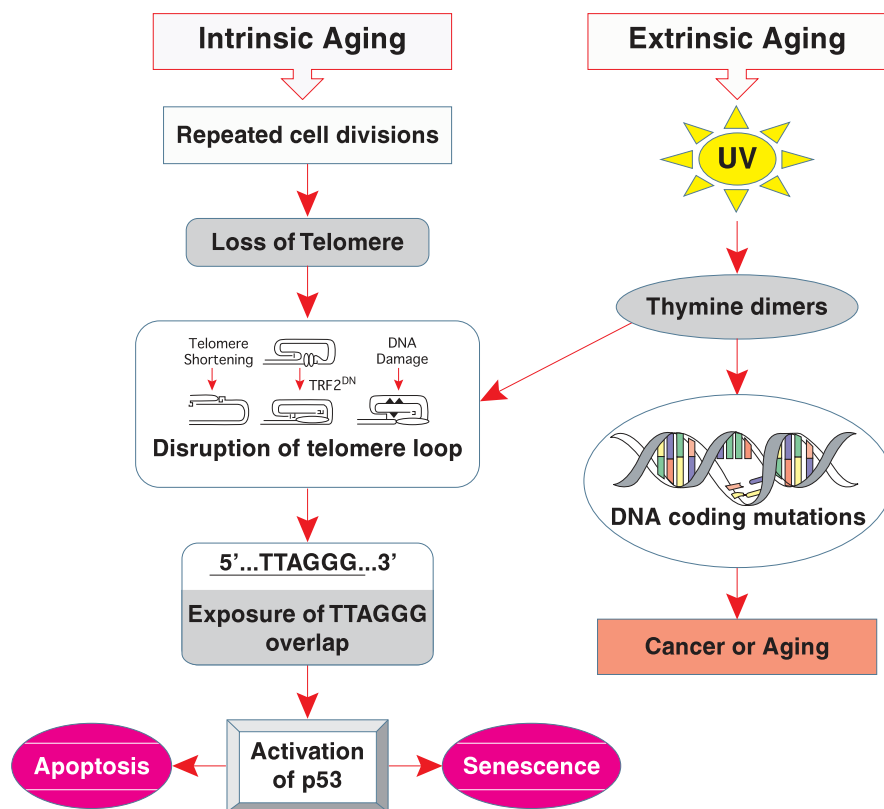 Intrinsic Aging
Extrinsic Aging
Repeated cell divisions
UV
Loss of Telomere
Thymine dimers
Telomere
Shortening
DNA
Damage
TRF2DN
Disruption of telomere loop
DNA coding mutations
5’...TTAGGG...3’
Exposure of TTAGGG
overlap
Cancer or Aging
Activation
of p53
Apoptosis
Senescence